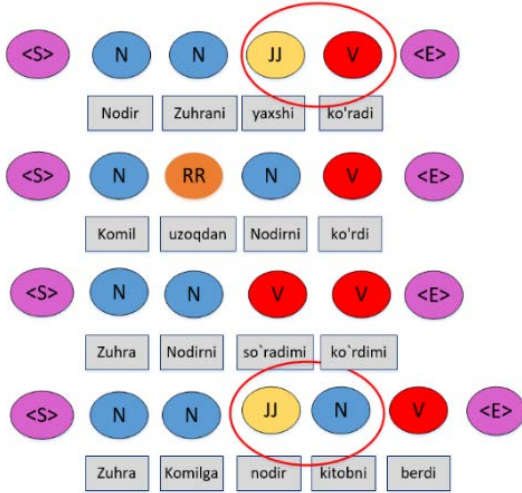 <S> N N JJ V <E>
Nodir Zuhrani yaxshi ko'radi
<S> N RR N V <E>
Komil uzoqdan Nodirni ko'rdi
<S> N N V V <E>
Zuhra Nodirni so`radimi ko`rdimi
<S> N N JJ N V <E>
Zuhra Komilga nodir kitobni berdi